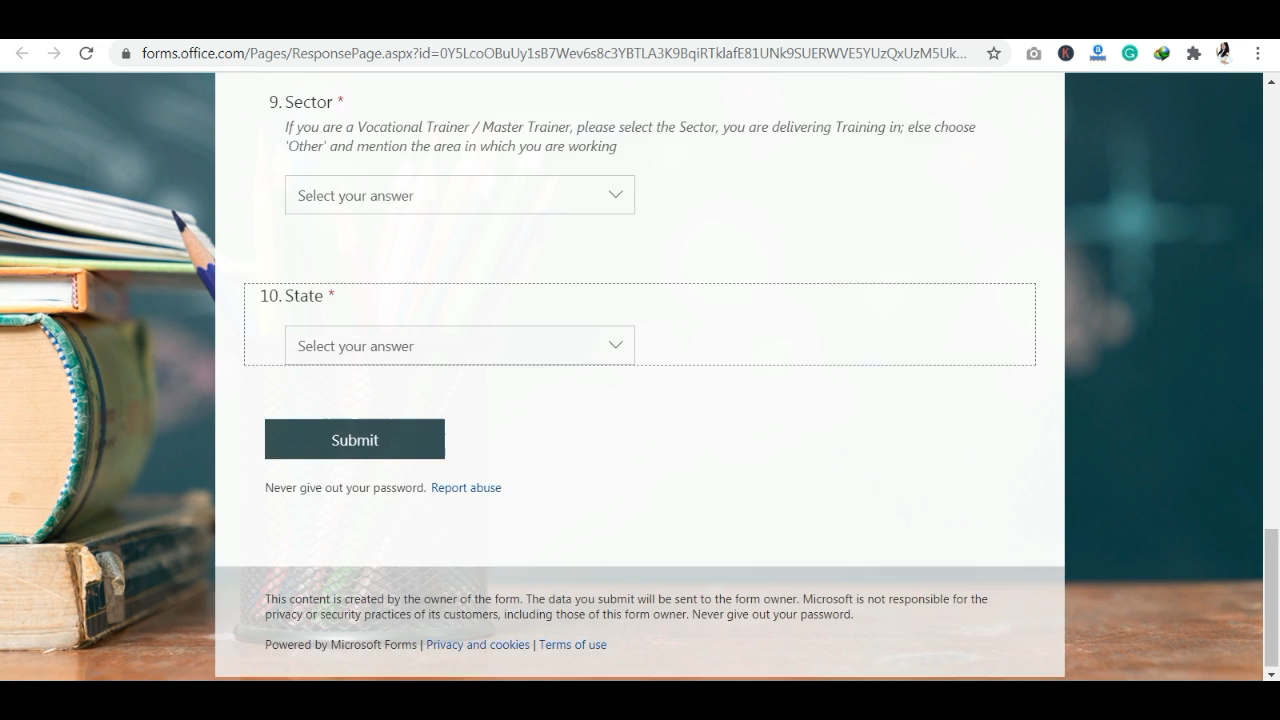 forms.office.com/Pages/ResponsePage.aspx?id=0Y5LcoOBuUy1sB7Wev6s8c3YBTLA3K9BqiRTklafE81UNk9SUERWVE5YUzQxUzM5Uk...
9. Sector *
If you are a Vocational Trainer / Master Trainer, please select the Sector, you are delivering Training in; else choose
'Other' and mention the area in which you are working
Select your answer
10. State *
Select your answer
Submit
Never give out your password. Report abuse
This content is created by the owner of the form. The data you submit will be sent to the form owner. Microsoft is not responsible for the
privacy or security practices of its customers, including those of this form owner. Never give out your password.
Powered by Microsoft Forms | Privacy and cookies | Terms of use